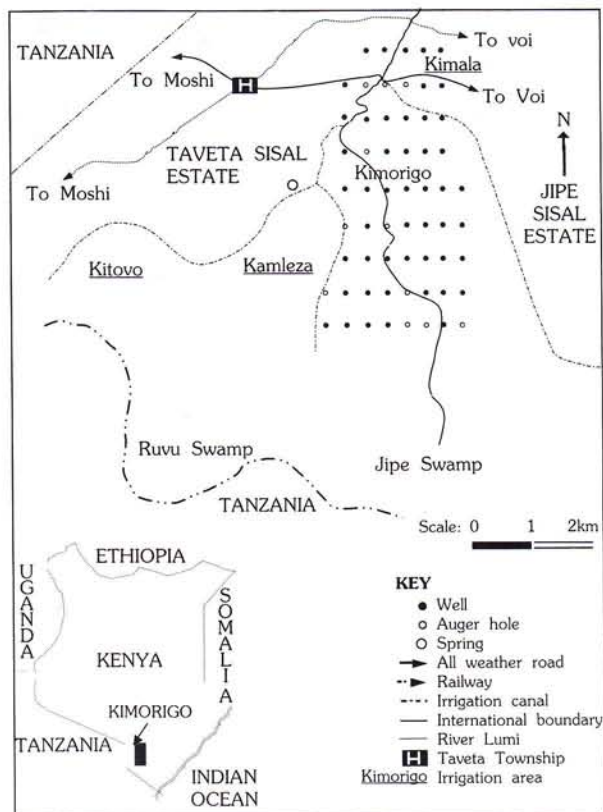 TANZANIA
To Moshi
To voi
Kimala
To Voi
H
N
TAVETA SISAL
ESTATE
To Moshi
Kimorigo
JIPE
SISAL
ESTATE
Kitovo
Kamleza
Ruvu Swamp
Jipe Swamp
TANZANIA
Scale: 0 1 2km
ETHIOPIA
UGANDA
SOMALIA
KENYA
KIMORIGO
TANZANIA
INDIAN
OCEAN
KEY
Well
Auger hole
Spring
All weather road
Railway
Irrigation canal
International boundary
River Lumi
H Taveta Township
Kimorigo Irrigation area